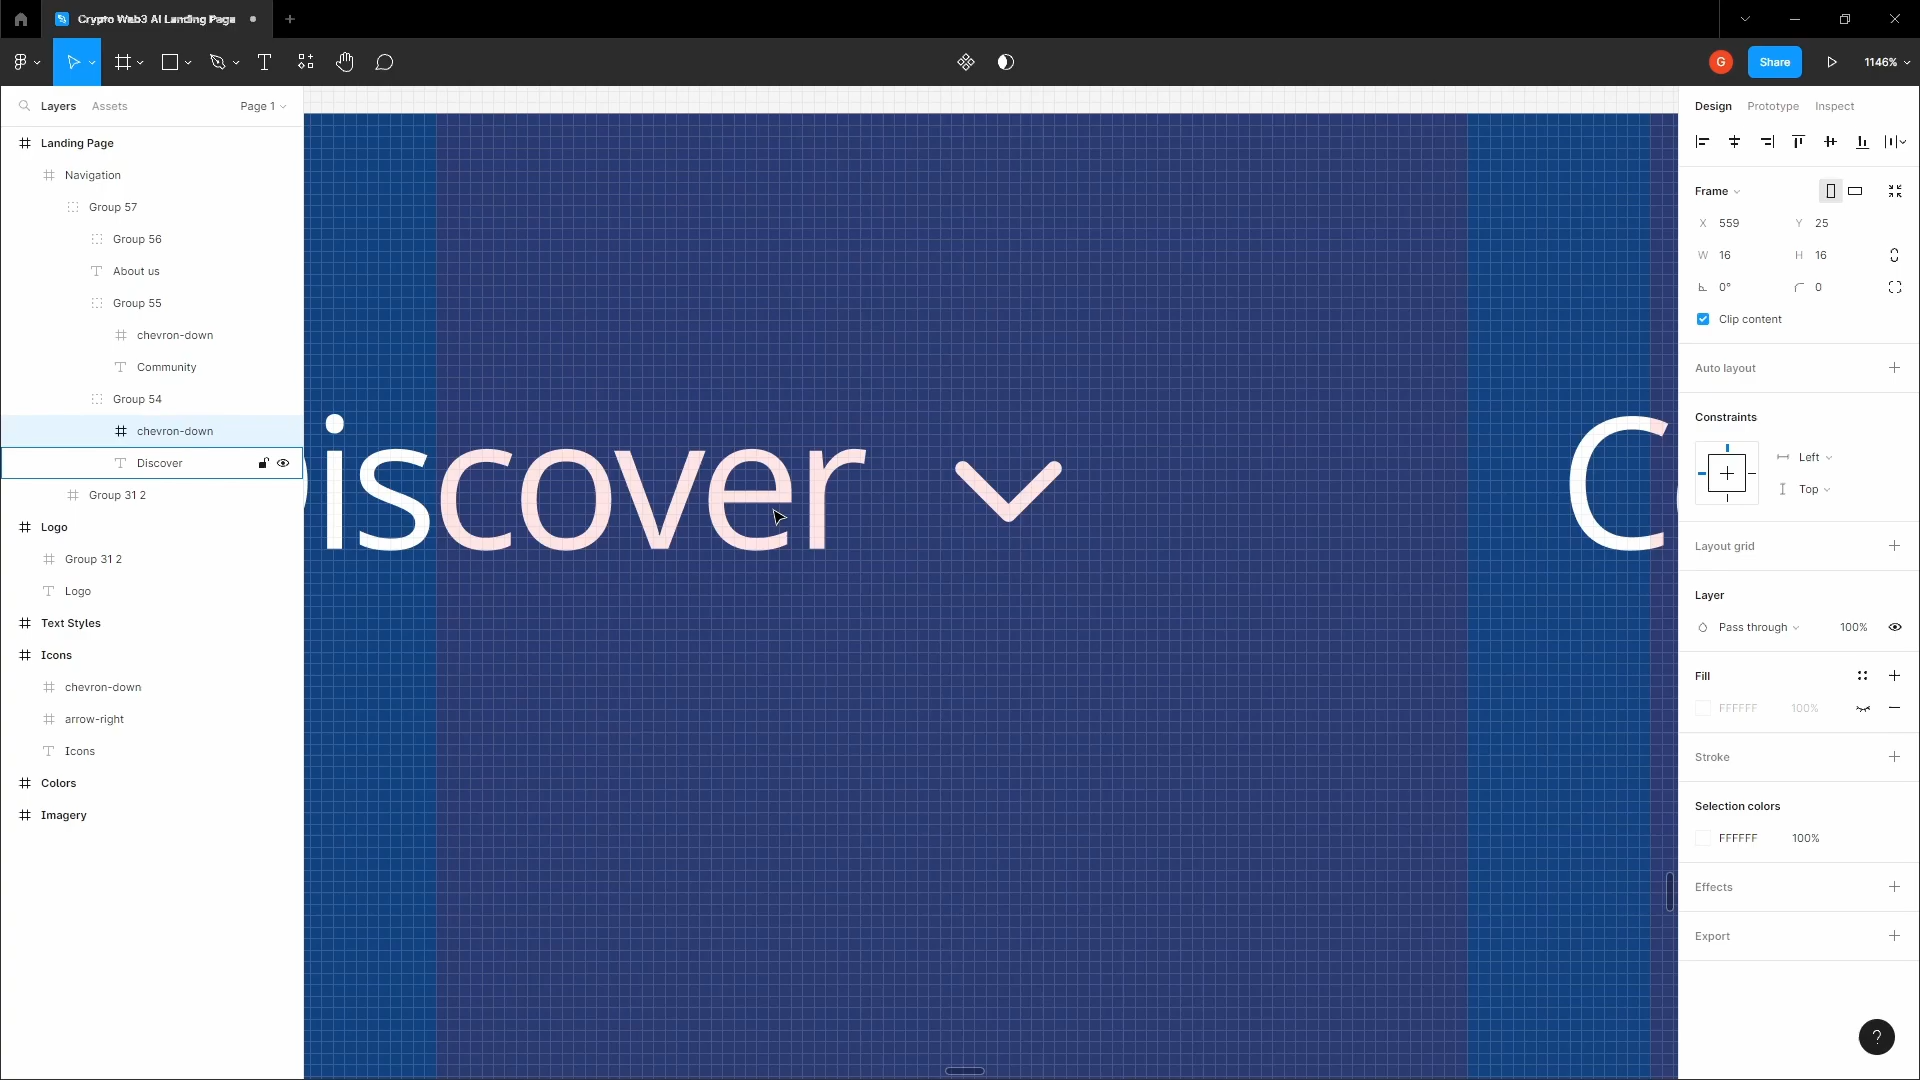 Crypto Web3 AI Landing Page
G
Share
1146%
Layers
Assets
Page 1
Landing Page
Navigation
Group 57
Group 56
About us
Group 55
chevron-down
Community
Group 54
chevron-down
Discover
Group 31 2
Logo
Group 31 2
Logo
Text Styles
Icons
chevron-down
arrow-right
Icons
Colors
Imagery
iscover
C
Design
Prototype
Inspect
Frame
X 559
Y 25
W 16
H 16
0°
0
Clip content
Auto layout
Constraints
Left
Top
Layout grid
Layer
Pass through
100%
Fill
FFFFFF
100%
Stroke
Selection colors
FFFFFF
100%
Effects
Export
?